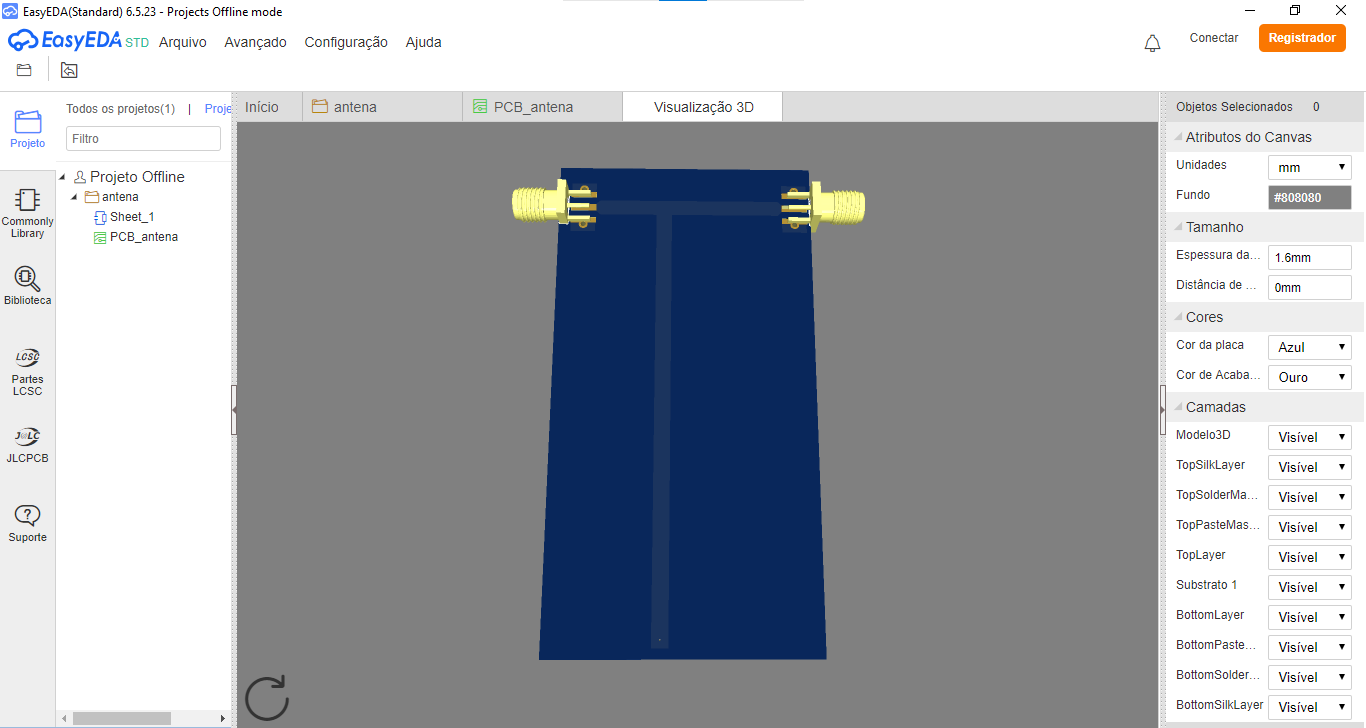 EasyEDA(Standard) 6.5.23 - Projects Offline mode
EasyEDA STD Arquivo Avançado Configuração Ajuda
Conectar Registrador
Projeto
Commonly
Library
Biblioteca
LCSC
Partes
LCSC
J@LC
JLCPCB
Suporte
Todos os projetos(1) | Proje
Filtro
Projeto Offline
antena
Sheet_1
PCB_antena
Início antena PCB_antena Visualização 3D
Objetos Selecionados 0
Atributos do Canvas
Unidades mm
Fundo #808080
Tamanho
Espessura da... 1.6mm
Distância de ... 0mm
Cores
Cor da placa Azul
Cor de Acaba... Ouro
Camadas
Modelo3D Visível
TopSilkLayer Visível
TopSolderMa... Visível
TopPasteMas... Visível
TopLayer Visível
Substrato 1 Visível
BottomLayer Visível
BottomPaste... Visível
BottomSolder... Visível
BottomSilkLayer Visível